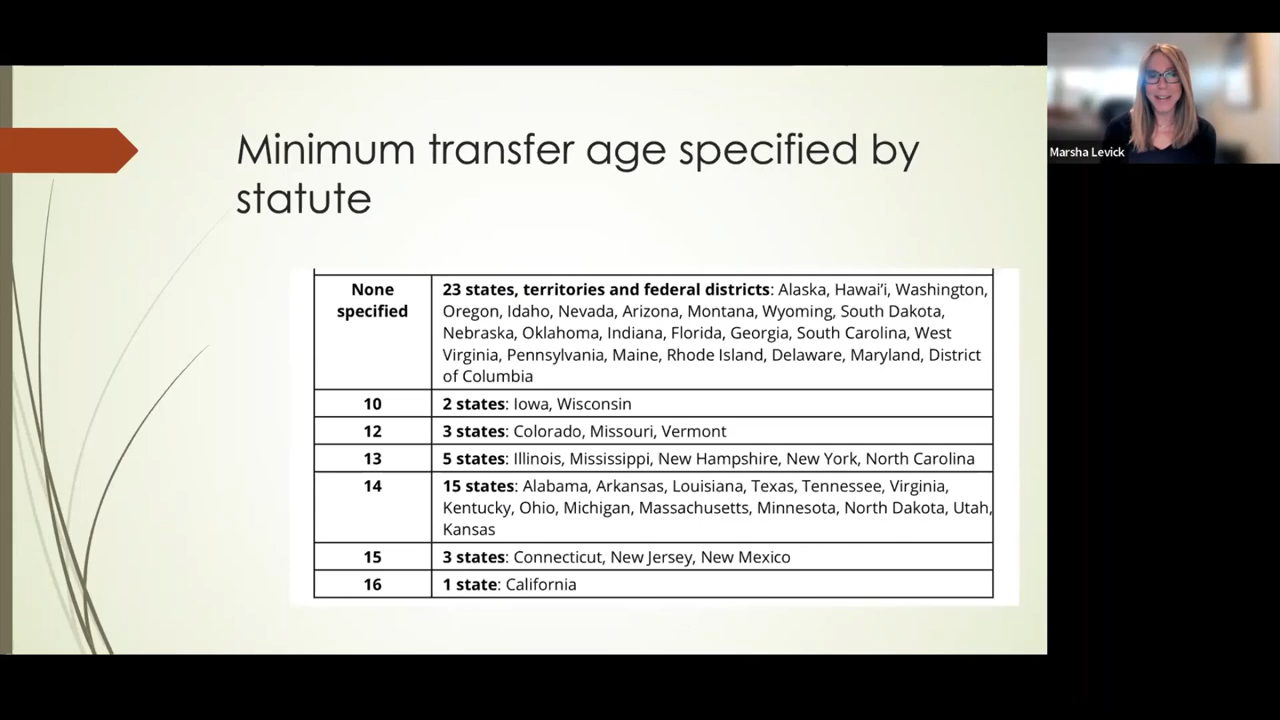 Minimum transfer age specified by
statute
None
specified
23 states, territories and federal districts: Alaska, Hawai’i, Washington,
Oregon, Idaho, Nevada, Arizona, Montana, Wyoming, South Dakota,
Nebraska, Oklahoma, Indiana, Florida, Georgia, South Carolina, West
Virginia, Pennsylvania, Maine, Rhode Island, Delaware, Maryland, District
of Columbia
10
2 states: Iowa, Wisconsin
12
3 states: Colorado, Missouri, Vermont
13
5 states: Illinois, Mississippi, New Hampshire, New York, North Carolina
14
15 states: Alabama, Arkansas, Louisiana, Texas, Tennessee, Virginia,
Kentucky, Ohio, Michigan, Massachusetts, Minnesota, North Dakota, Utah,
Kansas
15
3 states: Connecticut, New Jersey, New Mexico
16
1 state: California
Marsha Levick